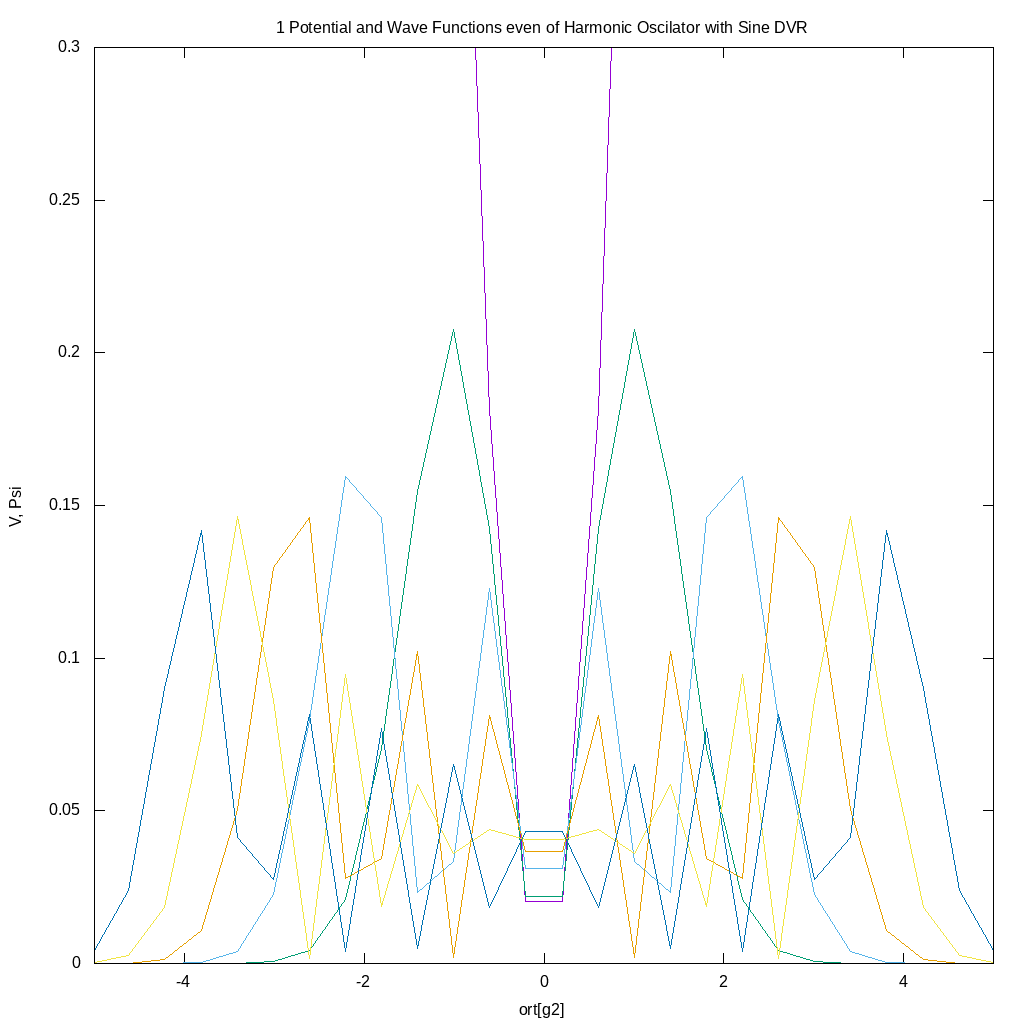 1 Potential and Wave Functions even of Harmonic Oscilator with Sine DVR
0.3
0.25
0.2
0.15
0.1
0.05
0
V, Psi
-4 -2 0 2 4
ort[g2]